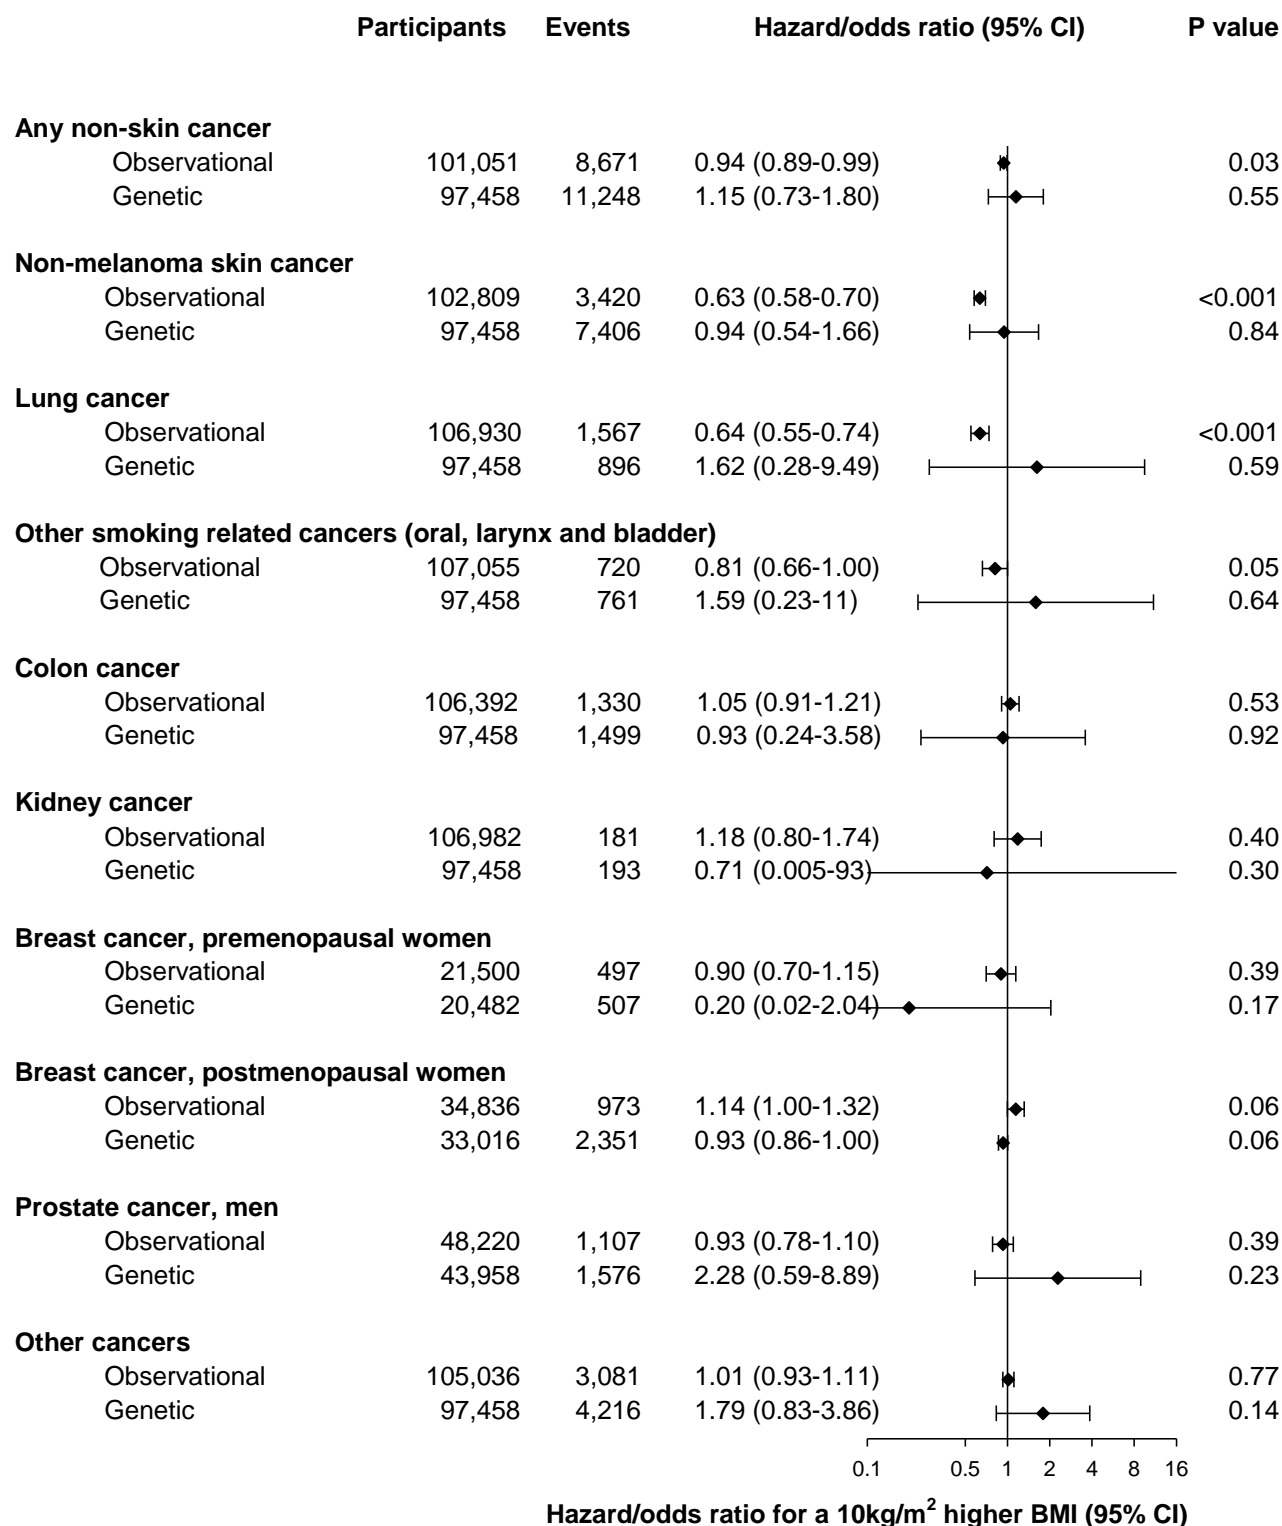 Participants Events Hazard/odds ratio (95% CI) P value
Any non-skin cancer
Observational 101,051 8,671 0.94 (0.89-0.99) 0.03
Genetic 97,458 11,248 1.15 (0.73-1.80) 0.55
Non-melanoma skin cancer
Observational 102,809 3,420 0.63 (0.58-0.70) <0.001
Genetic 97,458 7,406 0.94 (0.54-1.66) 0.84
Lung cancer
Observational 106,930 1,567 0.64 (0.55-0.74) <0.001
Genetic 97,458 896 1.62 (0.28-9.49) 0.59
Other smoking related cancers (oral, larynx and bladder)
Observational 107,055 720 0.81 (0.66-1.00) 0.05
Genetic 97,458 761 1.59 (0.23-11) 0.64
Colon cancer
Observational 106,392 1,330 1.05 (0.91-1.21) 0.53
Genetic 97,458 1,499 0.93 (0.24-3.58) 0.92
Kidney cancer
Observational 106,982 181 1.18 (0.80-1.74) 0.40
Genetic 97,458 193 0.71 (0.005-93) 0.30
Breast cancer, premenopausal women
Observational 21,500 497 0.90 (0.70-1.15) 0.39
Genetic 20,482 507 0.20 (0.02-2.04) 0.17
Breast cancer, postmenopausal women
Observational 34,836 973 1.14 (1.00-1.32) 0.06
Genetic 33,016 2,351 0.93 (0.86-1.00) 0.06
Prostate cancer, men
Observational 48,220 1,107 0.93 (0.78-1.10) 0.39
Genetic 43,958 1,576 2.28 (0.59-8.89) 0.23
Other cancers
Observational 105,036 3,081 1.01 (0.93-1.11) 0.77
Genetic 97,458 4,216 1.79 (0.83-3.86) 0.14
0.1 0.5 1 2 4 8 16
Hazard/odds ratio for a 10kg/m² higher BMI (95% CI)